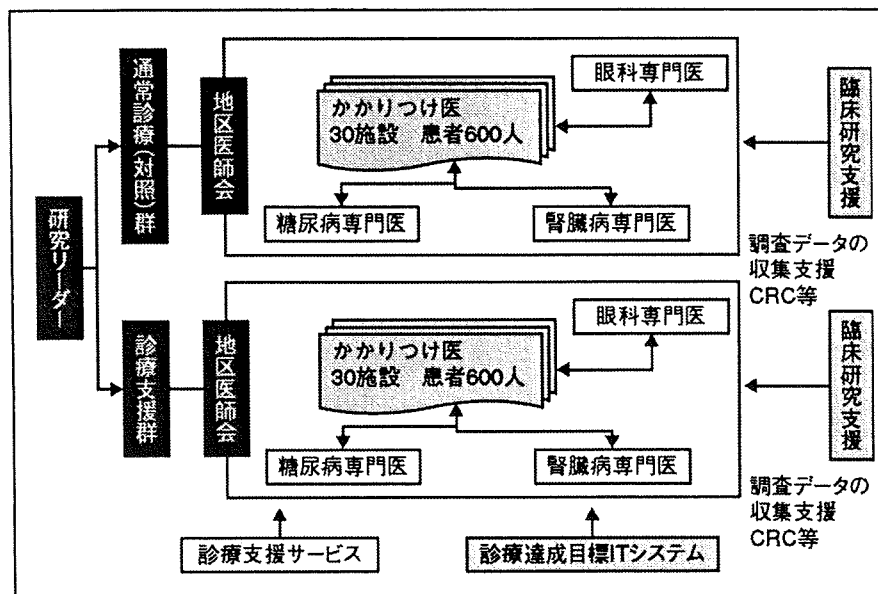 研究リーダー
通常診療(対照)群
地区医師会
かかりつけ医
30施設 患者600人
眼科専門医
糖尿病専門医
腎臓病専門医
臨床研究支援
調査データの
収集支援
CRC等
診療支援群
地区医師会
かかりつけ医
30施設 患者600人
眼科専門医
糖尿病専門医
腎臓病専門医
臨床研究支援
調査データの
収集支援
CRC等
診療支援サービス
診療達成目標ITシステム